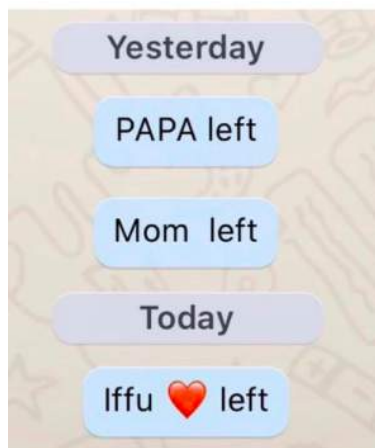 Yesterday
PAPA left
Mom left
Today
Iffu ❤️ left